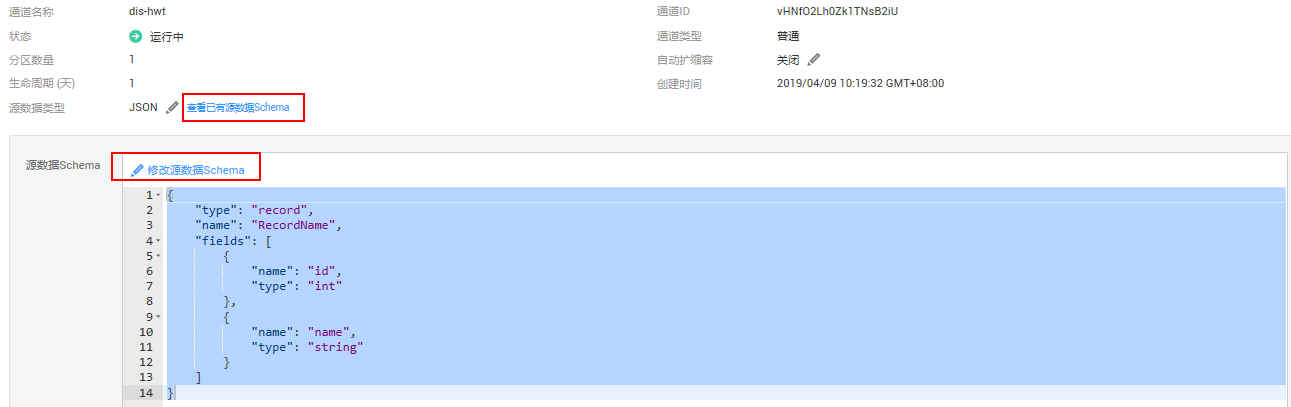 通道名称 dis-hwt 通道ID vHNfO2Lh0Zk1TNsB2iU
状态 运行中 通道类型 普通
分区数量 1 自动扩缩容 关闭
生命周期 (天) 1 创建时间 2019/04/09 10:19:32 GMT+08:00
源数据类型 JSON 查看已有源数据Schema
源数据Schema 修改源数据Schema
1 {
2 "type": "record",
3 "name": "RecordName",
4 "fields": [
5 {
6 "name": "id",
7 "type": "int"
8 },
9 {
10 "name": "name",
11 "type": "string"
12 }
13 ]
14 }